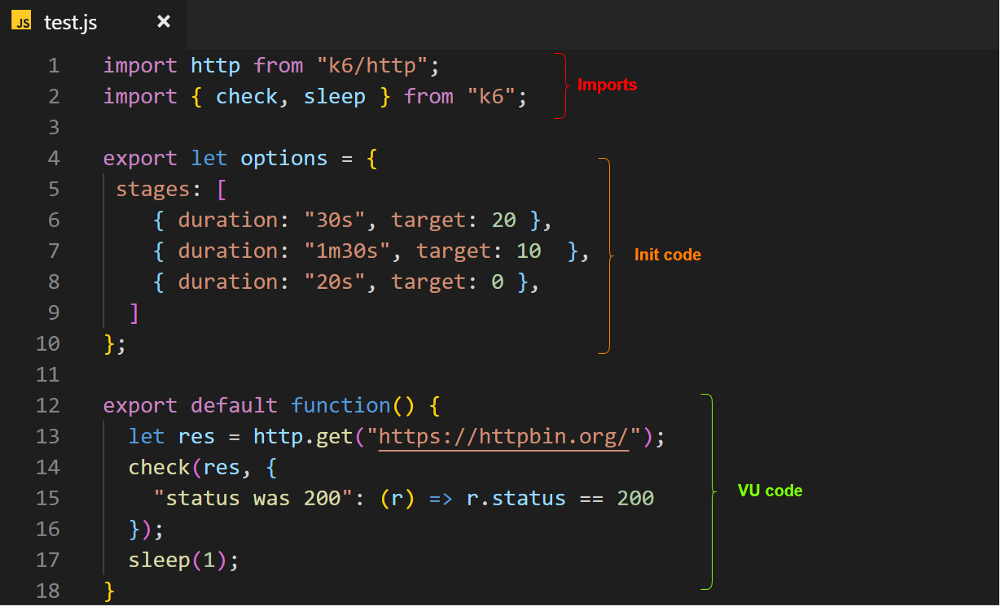 JS test.js ×
1 import http from "k6/http";
2 import { check, sleep } from "k6";
Imports
3
4 export let options = {
5 stages: [
6 { duration: "30s", target: 20 },
7 { duration: "1m30s", target: 10  },
Init code
8 { duration: "20s", target: 0 },
9 ]
10 };
11
12 export default function() {
13 let res = http.get("https://httpbin.org/");
14 check(res, {
15 "status was 200": (r) => r.status == 200
VU code
16 });
17 sleep(1);
18 }